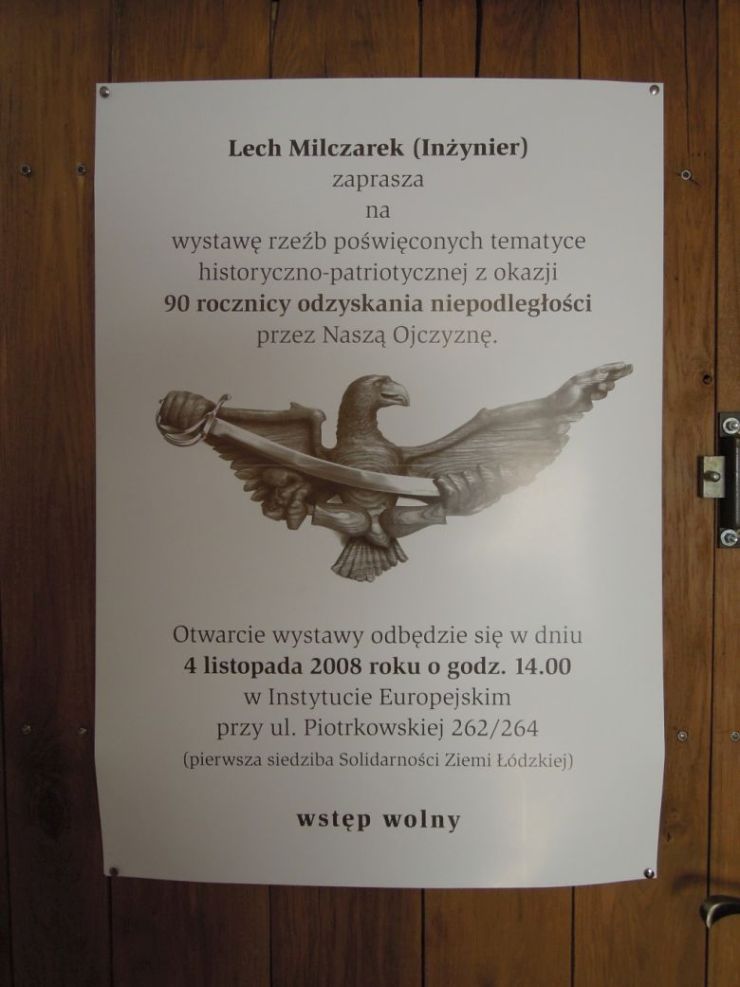 Lech Milczarek (Inżynier)
zaprasza
na
wystawę rzeźb poświęconych tematyce
historyczno-patriotycznej z okazji
90 rocznicy odzyskania niepodległości
przez Naszą Ojczyznę.
Otwarcie wystawy odbędzie się w dniu
4 listopada 2008 roku o godz. 14.00
w Instytucie Europejskim
przy ul. Piotrkowskiej 262/264
(pierwsza siedziba Solidarności Ziemi Łódzkiej)
wstęp wolny